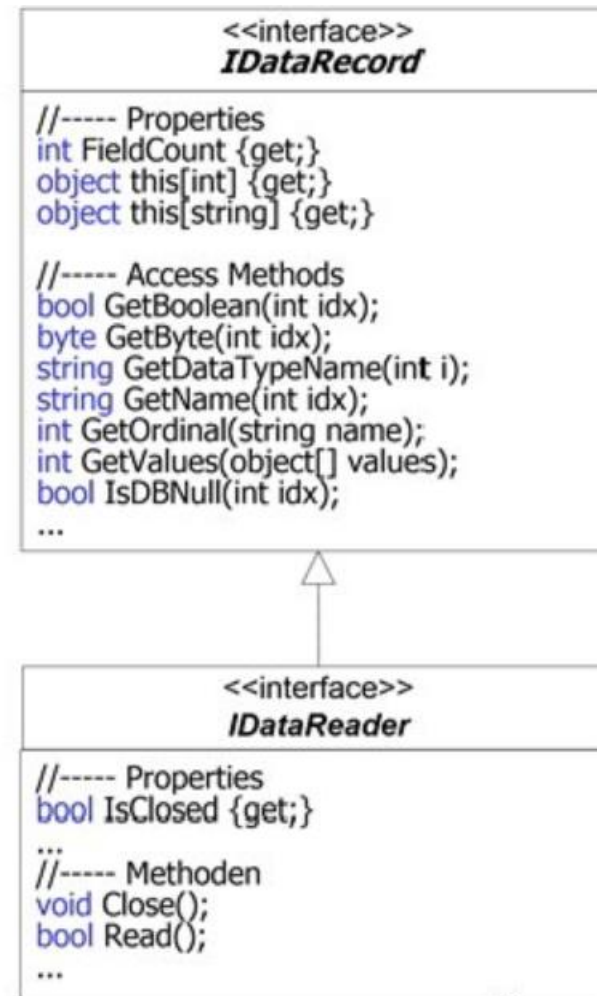 <<interface>>
IDataRecord
//----- Properties
int FieldCount {get;}
object this[int] {get;}
object this[string] {get;}
//----- Access Methods
bool GetBoolean(int idx);
byte GetByte(int idx);
string GetDataTypeName(int i);
string GetName(int idx);
int GetOrdinal(string name);
int GetValues(object[] values);
bool IsDBNull(int idx);
...
<<interface>>
IDataReader
//----- Properties
bool IsClosed {get;}
...
//----- Methoden
void Close();
bool Read();
...